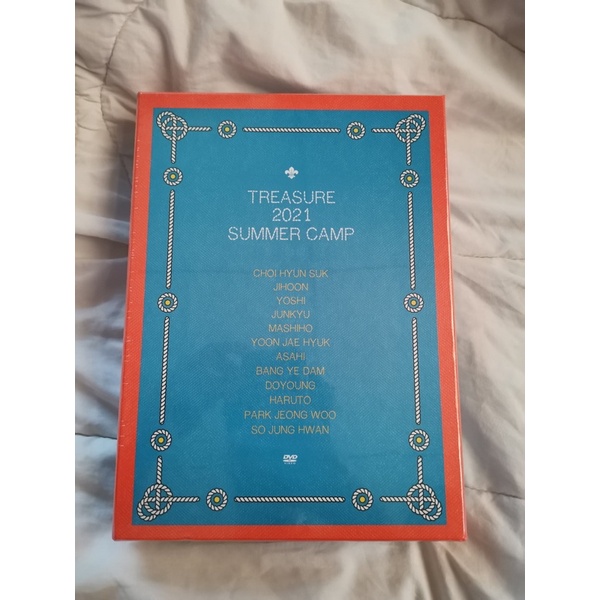 TREASURE
2021
SUMMER CAMP
CHOI HYUN SUK
JIHOON
YOSHI
JUNKYU
MASHIHO
YOON JAE HYUK
ASAHI
BANG YE DAM
DOYOUNG
HARUTO
PARK JEONG WOO
SO JUNG HWAN
DVD